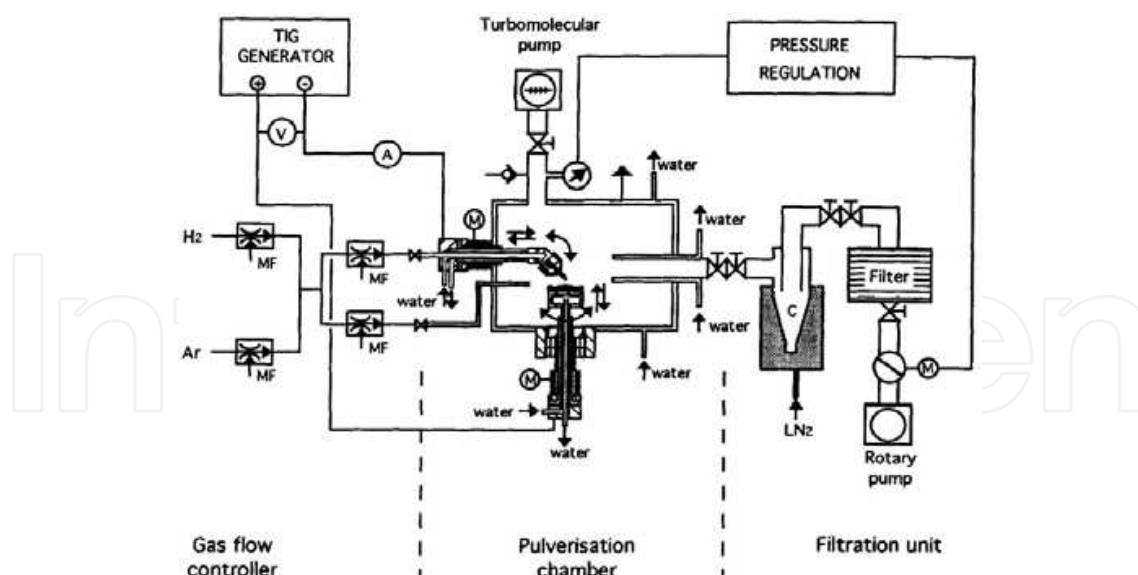 TIG
GENERATOR
+
-
V
A
Turbomolecular
pump
PRESSURE
REGULATION
water
water
M
H2
MF
MF
water
Ar
MF
MF
water
water
M
water
water
C
Filter
M
LN2
Rotary
pump
Gas flow
controller
Pulverisation
chamber
Filtration unit